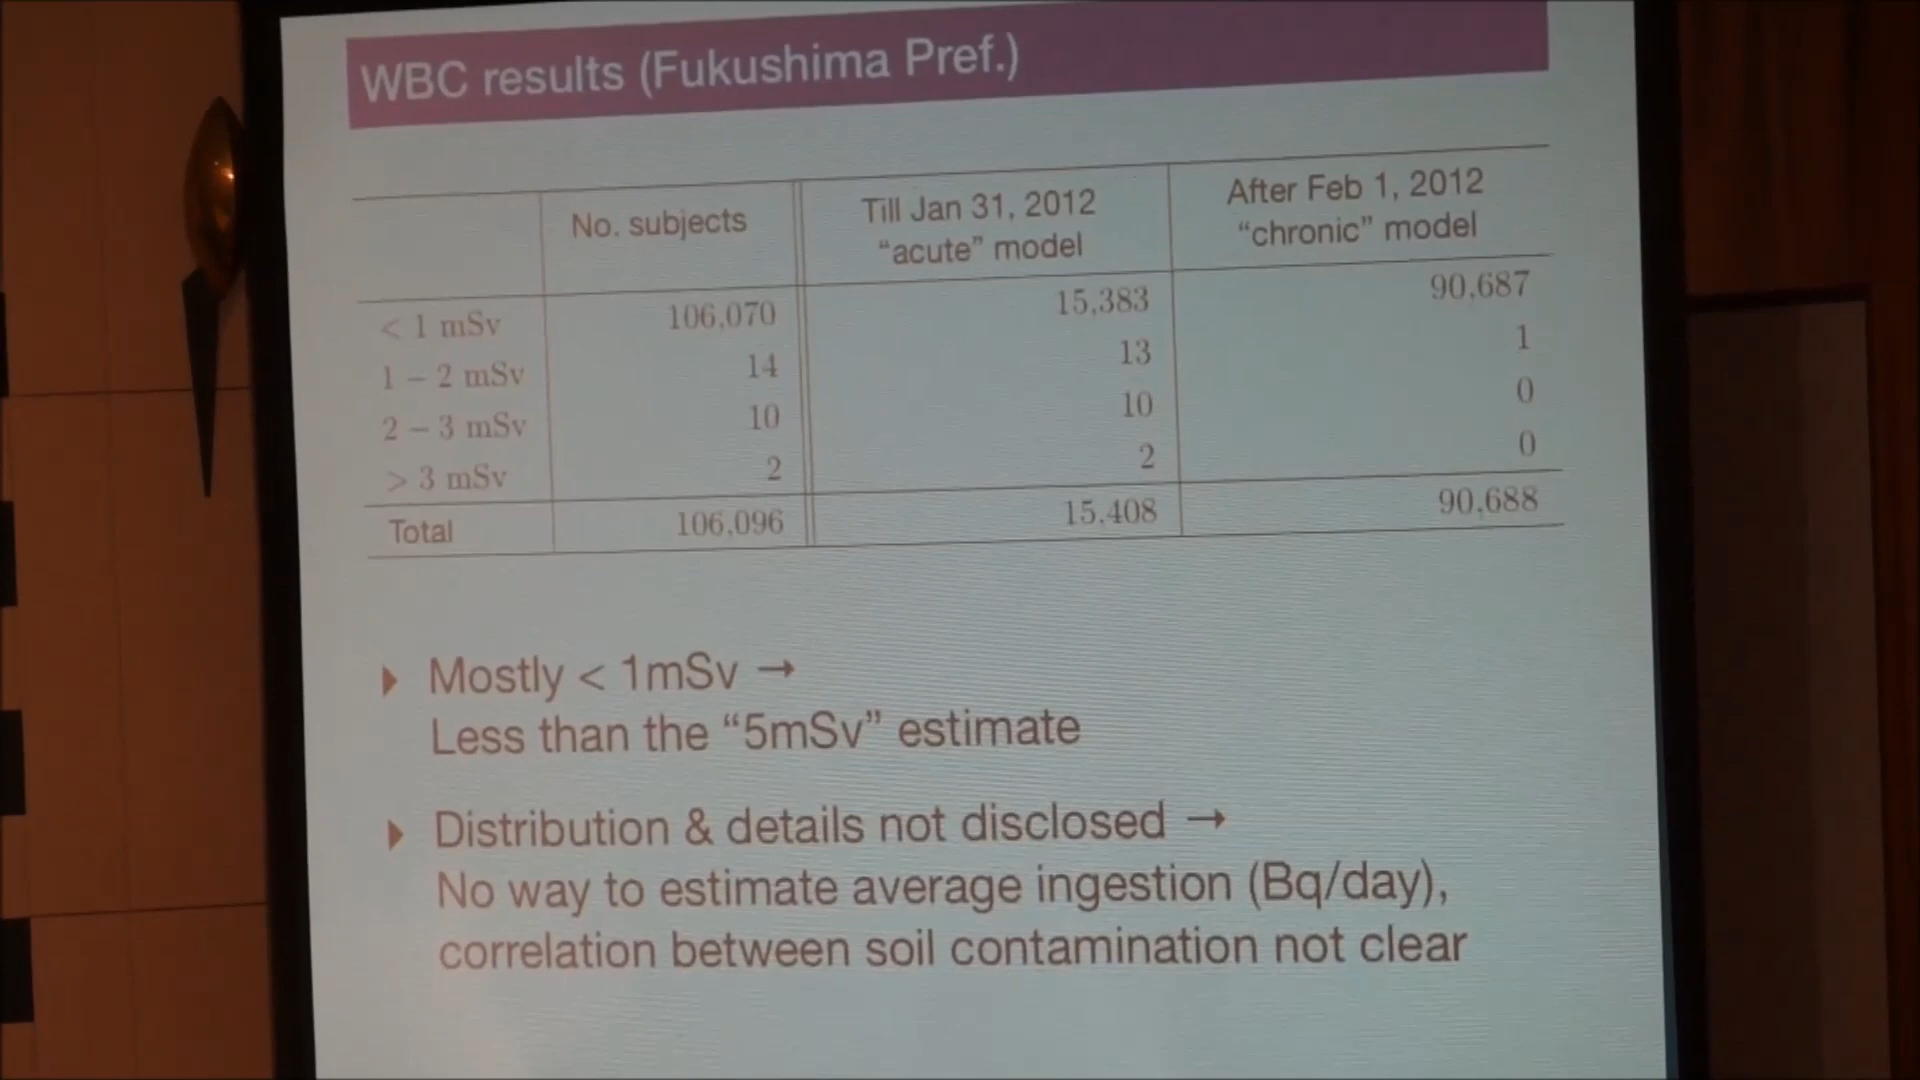 WBC results (Fukushima Pref.)
No. subjects Till Jan 31, 2012 After Feb 1, 2012
“acute” model “chronic” model
< 1 mSv 106,070 15,383 90,687
1 – 2 mSv 14 13 1
2 – 3 mSv 10 10 0
> 3 mSv 2 2 0
Total 106,096 15,408 90,688
Mostly < 1mSv →
Less than the “5mSv” estimate
Distribution & details not disclosed →
No way to estimate average ingestion (Bq/day),
correlation between soil contamination not clear